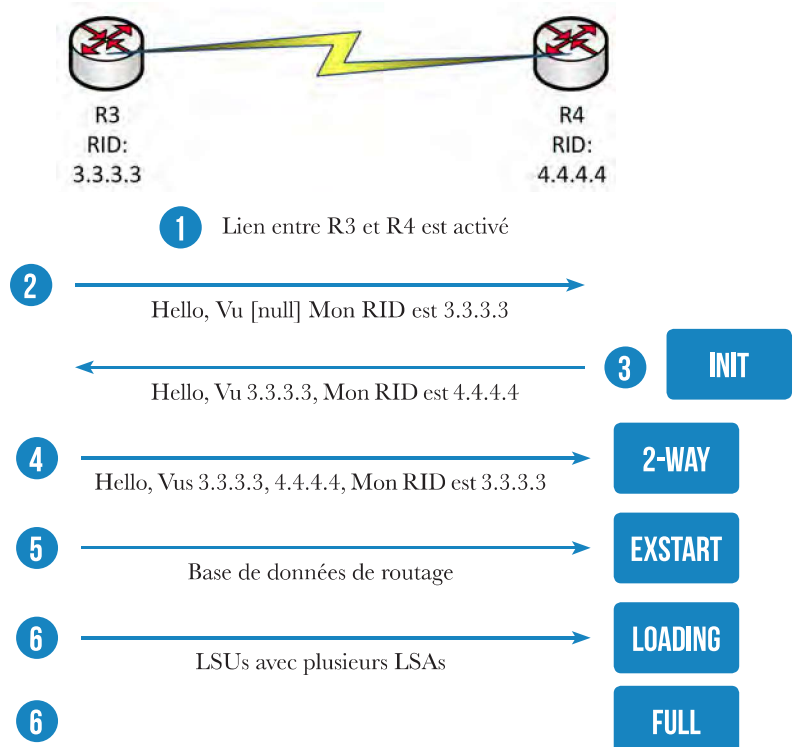 R3
RID:
3.3.3.3
R4
RID:
4.4.4.4
1 Lien entre R3 et R4 est activé
2
Hello, Vu [null] Mon RID est 3.3.3.3
3 INIT
Hello, Vu 3.3.3.3, Mon RID est 4.4.4.4
4 2-WAY
Hello, Vus 3.3.3.3, 4.4.4.4, Mon RID est 3.3.3.3
5 EXSTART
Base de données de routage
6 LOADING
LSUs avec plusieurs LSAs
6 FULL